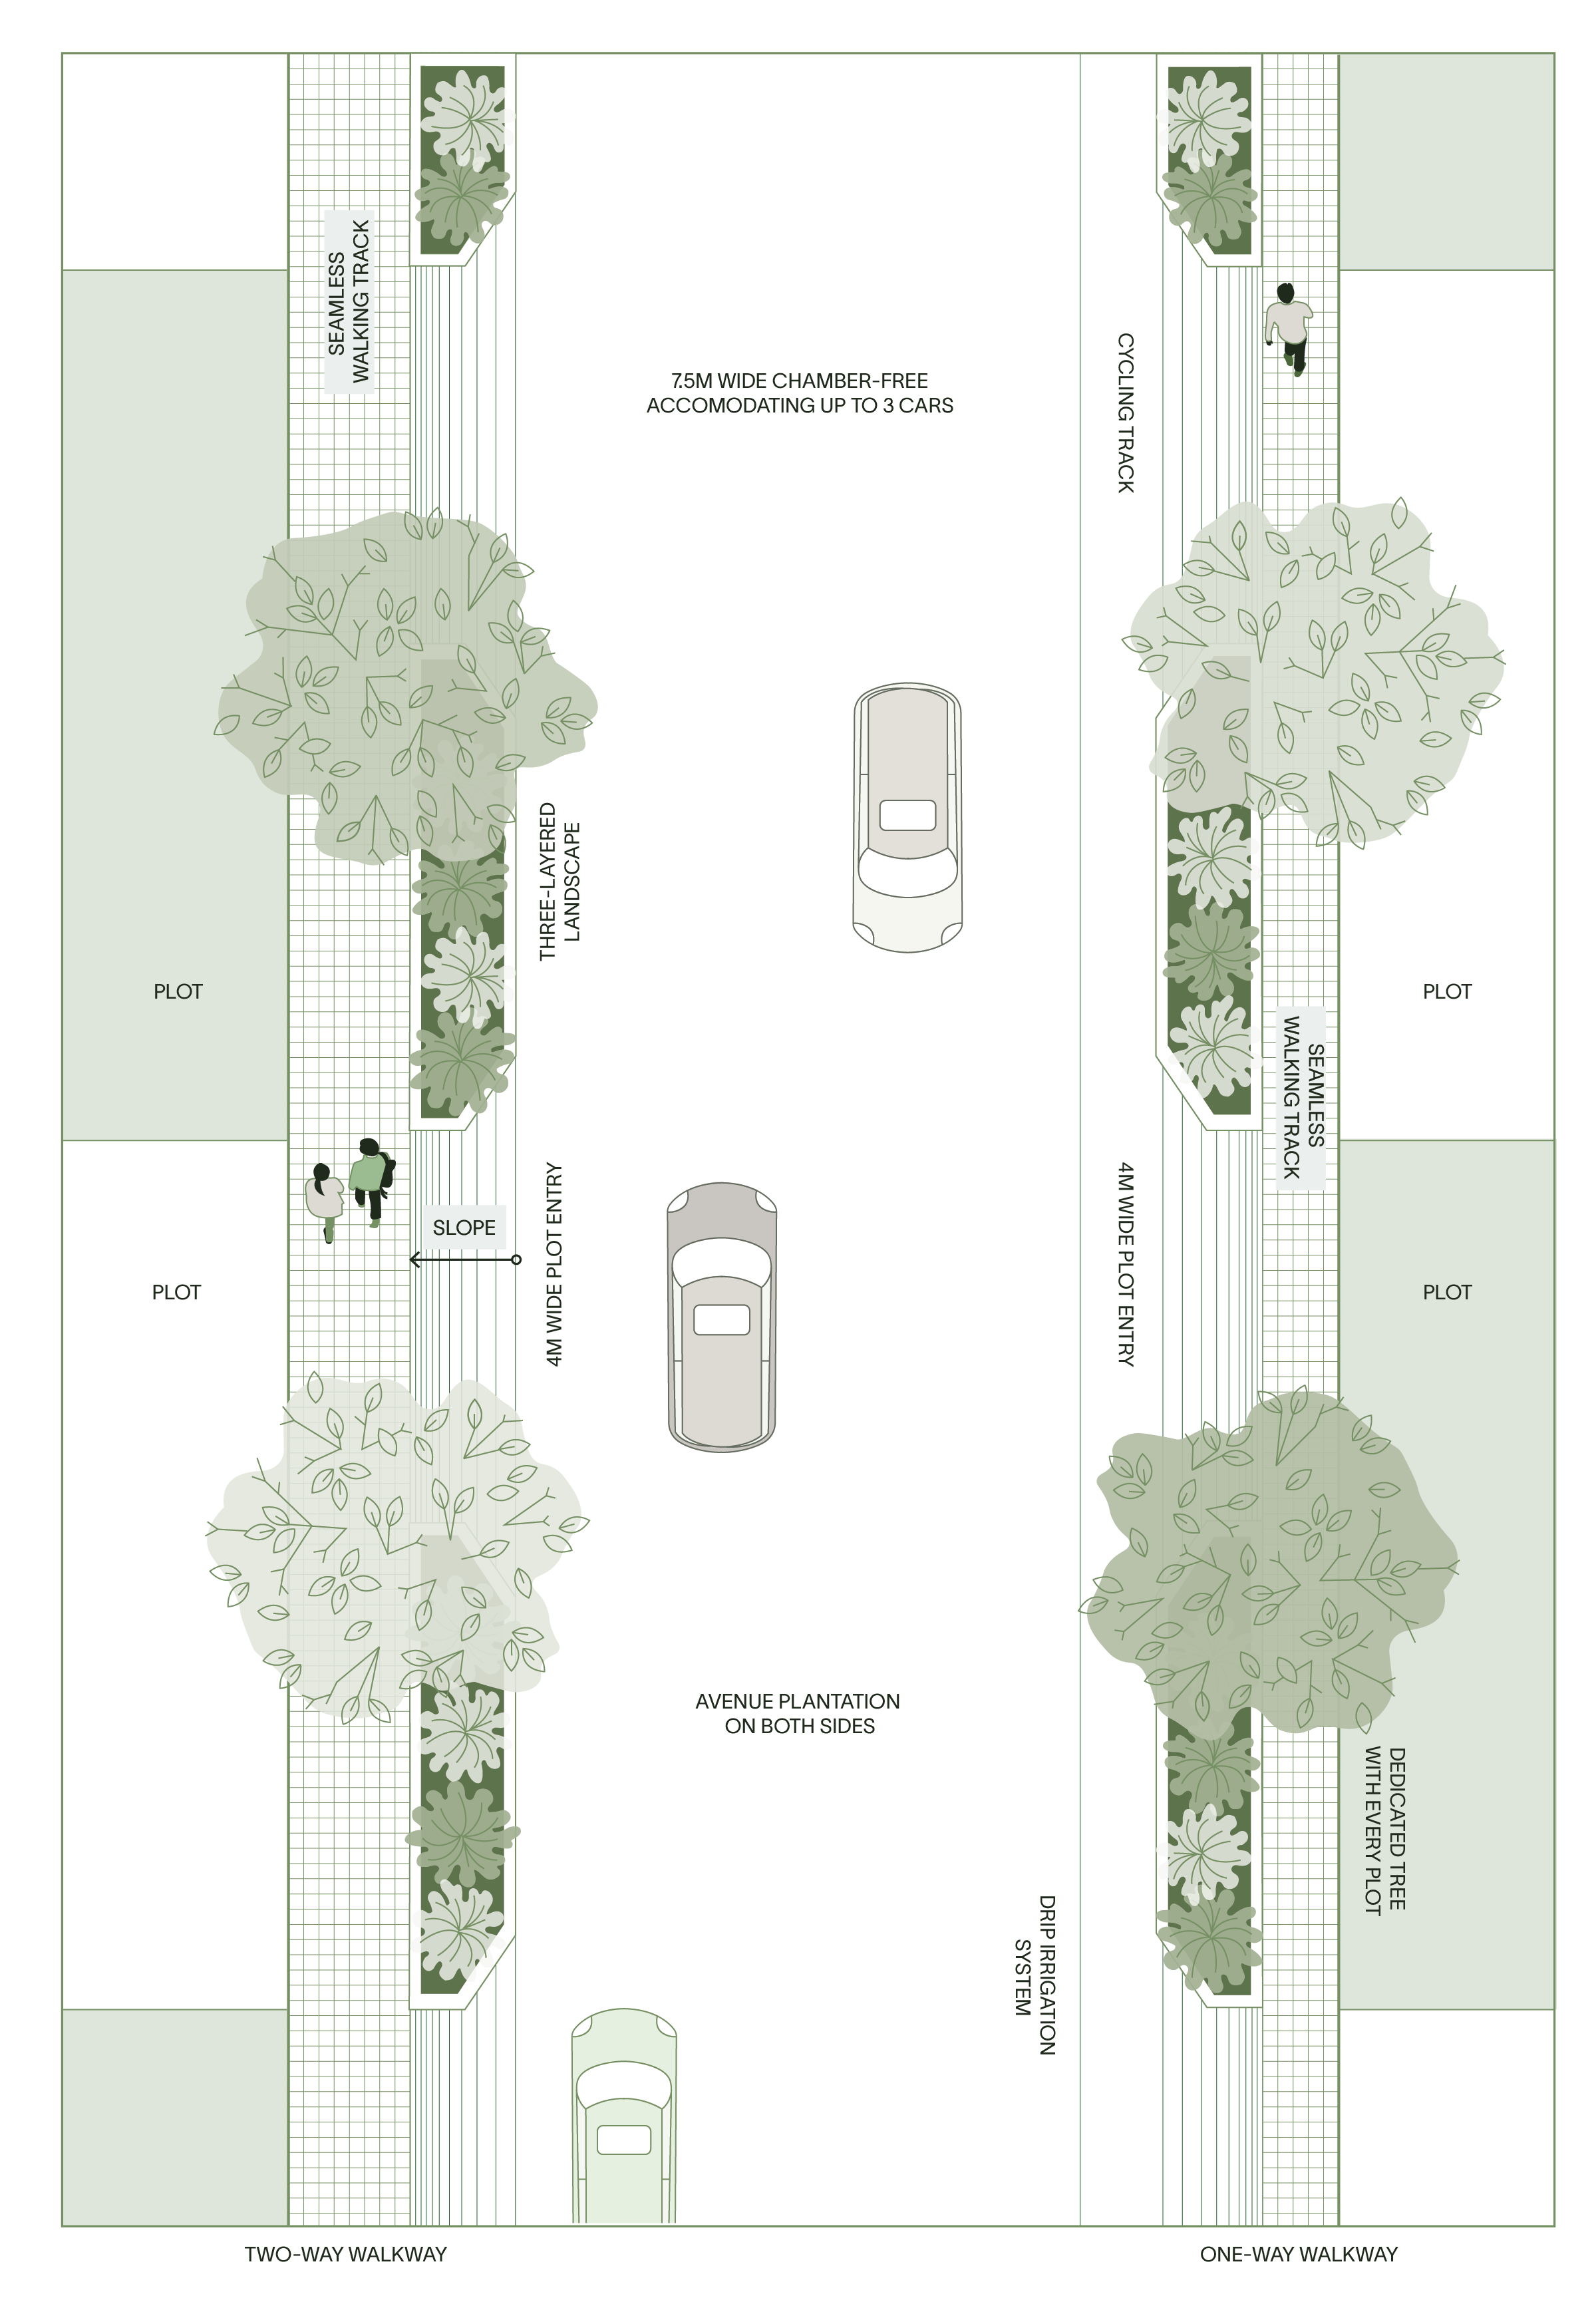 SEAMLESS
WALKING TRACK
7.5M WIDE CHAMBER-FREE
ACCOMODATING UP TO 3 CARS
CYCLING TRACK
THREE-LAYERED
LANDSCAPE
PLOT
PLOT
SEAMLESS
WALKING TRACK
SLOPE
4M WIDE PLOT ENTRY
4M WIDE PLOT ENTRY
PLOT
PLOT
AVENUE PLANTATION
ON BOTH SIDES
DEDICATED TREE
WITH EVERY PLOT
DRIP IRRIGATION
SYSTEM
TWO-WAY WALKWAY
ONE-WAY WALKWAY